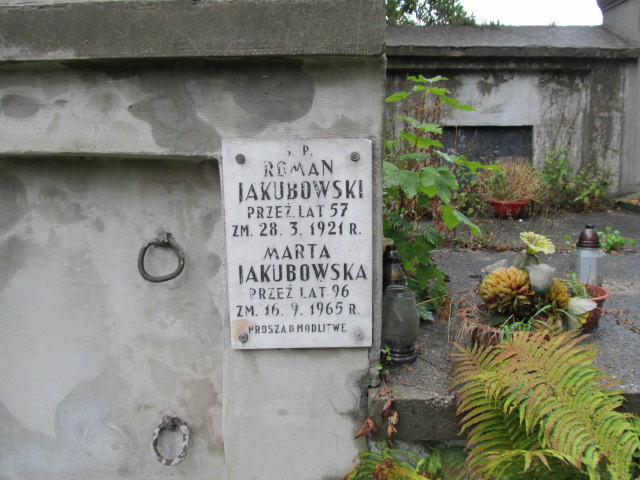 Ś. P.
ROMAN
JAKUBOWSKI
PRZEŻ. LAT 57
ZM. 28. 3. 1921 R.
MARTA
JAKUBOWSKA
PRZEŻ. LAT 96
ZM. 16. 9. 1965 R.
PROSZĄ O MODLITWĘ